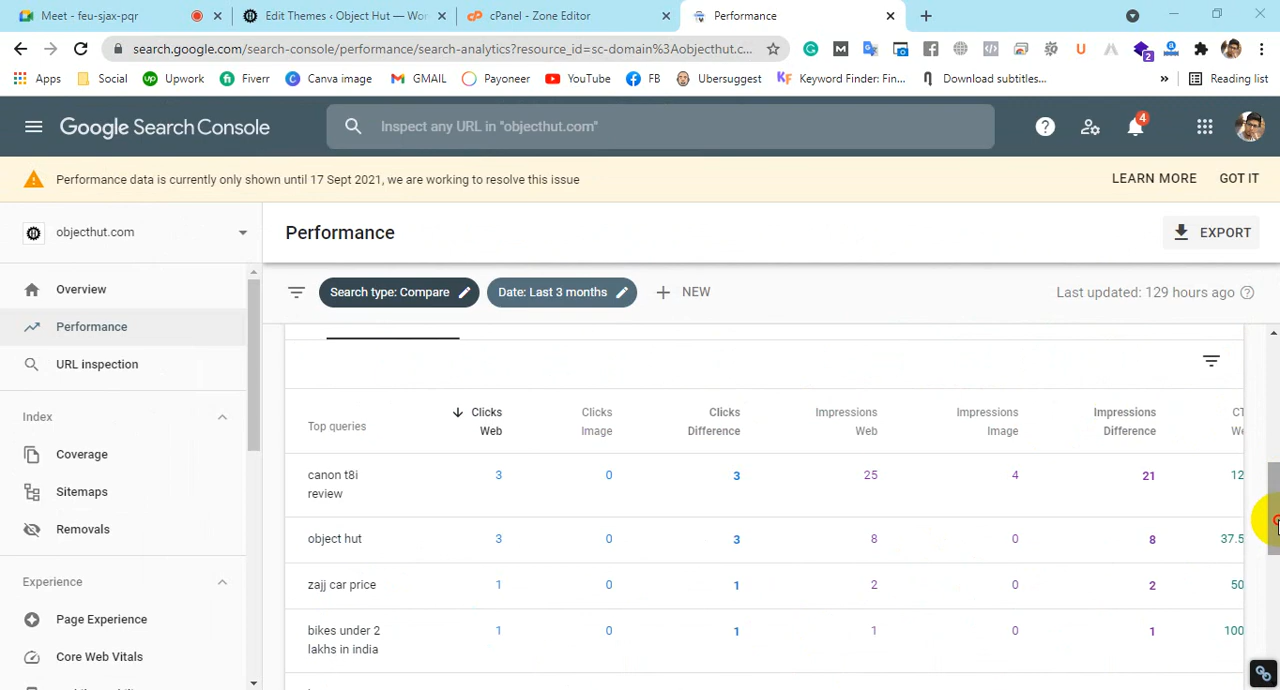 Meet - feu-sjax-pqr
Edit Themes ‹ Object Hut — Wor
cPanel - Zone Editor
Performance
search.google.com/search-console/performance/search-analytics?resource_id=sc-domain%3Aobjecthut.c...
Apps Social Upwork Fiverr Canva image GMAIL Payoneer YouTube FB Ubersuggest Keyword Finder: Fin... Download subtitles... » Reading list
Google Search Console
Inspect any URL in "objecthut.com"
4
Performance data is currently only shown until 17 Sept 2021, we are working to resolve this issue
LEARN MORE GOT IT
objecthut.com
Performance
EXPORT
Search type: Compare
Date: Last 3 months
NEW
Last updated: 129 hours ago
Overview
Performance
URL inspection
Index
Coverage
Sitemaps
Removals
Experience
Page Experience
Core Web Vitals
Top queries
Clicks
Web
Clicks
Image
Clicks
Difference
Impressions
Web
Impressions
Image
Impressions
Difference
canon t8i
review
3 0 3 25 4 21 12
object hut 3 0 3 8 0 8 37.5
zajj car price 1 0 1 2 0 2 50
bikes under 2
lakhs in india
1 0 1 1 0 1 100